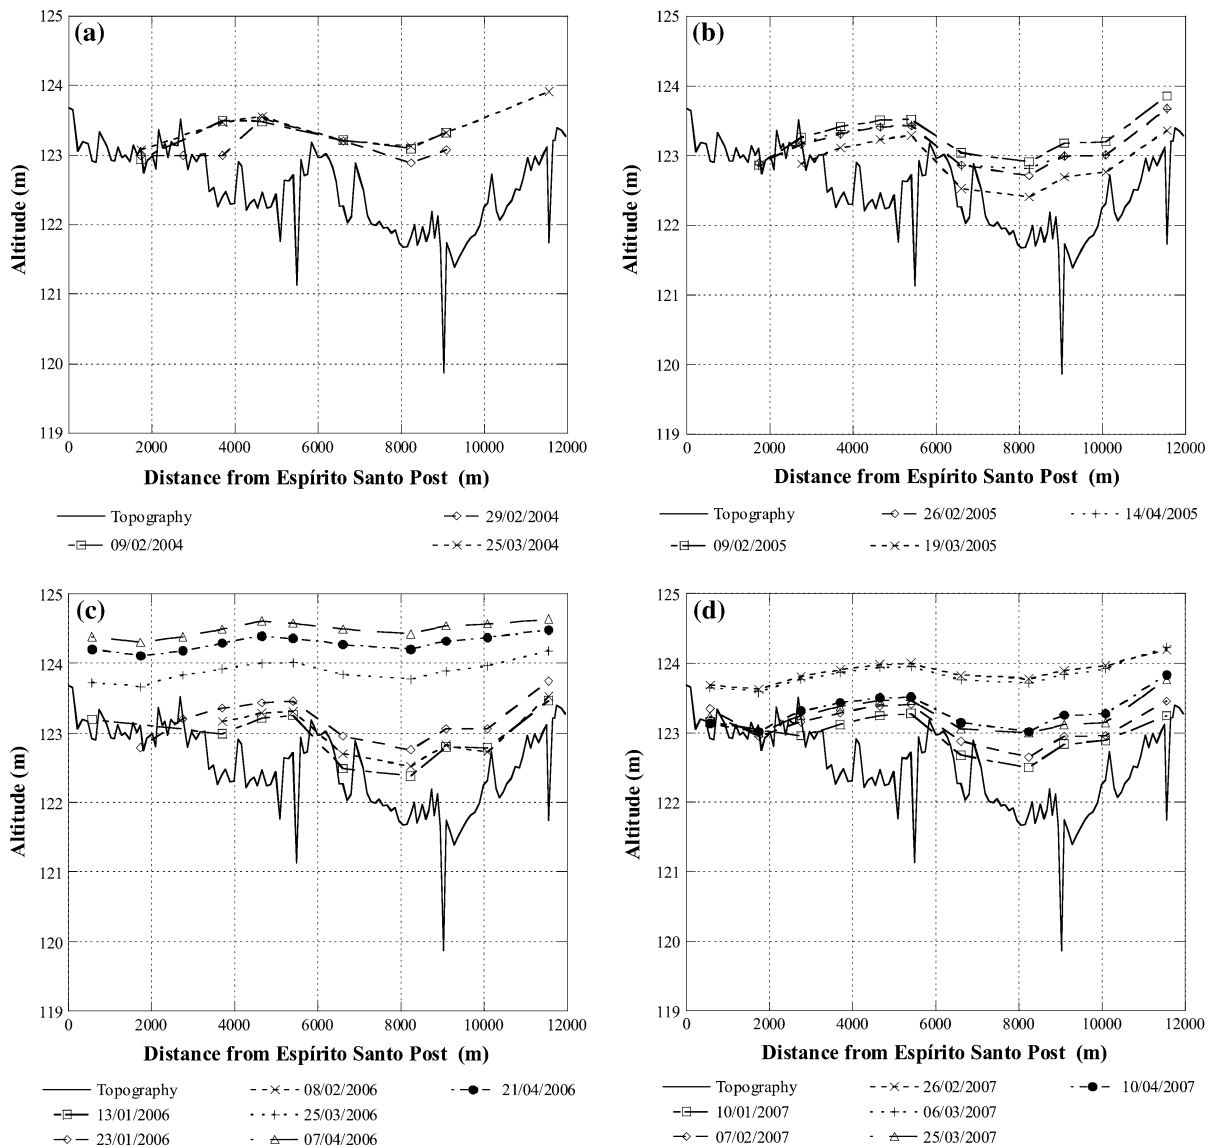 (a)
125
124
123
122
121
120
119
Altitude (m)
0 2000 4000 6000 8000 10000 12000
Distance from Espírito Santo Post (m)
Topography
29/02/2004
09/02/2004
25/03/2004
(b)
125
124
123
122
121
120
119
Altitude (m)
0 2000 4000 6000 8000 10000 12000
Distance from Espírito Santo Post (m)
Topography
26/02/2005
14/04/2005
09/02/2005
19/03/2005
(c)
125
124
123
122
121
120
119
Altitude (m)
0 2000 4000 6000 8000 10000 12000
Distance from Espírito Santo Post (m)
Topography
08/02/2006
21/04/2006
13/01/2006
25/03/2006
23/01/2006
07/04/2006
(d)
125
124
123
122
121
120
119
Altitude (m)
0 2000 4000 6000 8000 10000 12000
Distance from Espírito Santo Post (m)
Topography
26/02/2007
10/04/2007
10/01/2007
06/03/2007
07/02/2007
25/03/2007